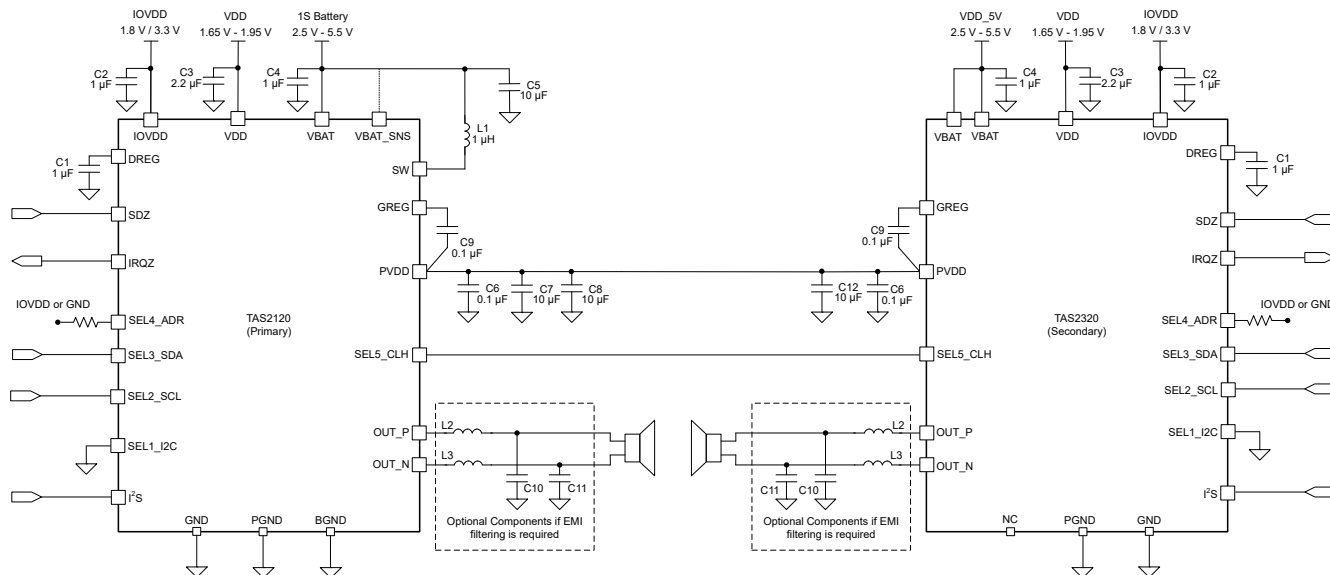 IOVDD
1.8 V / 3.3 V
VDD
1.65 V - 1.95 V
1S Battery
2.5 V - 5.5 V
C2
1 µF
C3
2.2 µF
C4
1 µF
C5
10 µF
L1
1 µH
IOVDD
VDD
VBAT
VBAT_SNS
C1
1 µF
DREG
SW
SDZ
GREG
C9
0.1 µF
IRQZ
PVDD
C6
0.1 µF
C7
10 µF
C8
10 µF
IOVDD or GND
SEL4_ADR
TAS2120
(Primary)
SEL3_SDA
SEL5_CLH
SEL2_SCL
OUT_P
L2
SEL1_I2C
OUT_N
L3
C10
C11
I²S
Optional Components if EMI
filtering is required
GND
PGND
BGND
VDD_5V
2.5 V - 5.5 V
VDD
1.65 V - 1.95 V
IOVDD
1.8 V / 3.3 V
C4
1 µF
C3
2.2 µF
C2
1 µF
VBAT
VBAT
VDD
IOVDD
DREG
C1
1 µF
GREG
C9
0.1 µF
SDZ
IRQZ
PVDD
C12
10 µF
C6
0.1 µF
IOVDD or GND
SEL4_ADR
TAS2320
(Secondary)
SEL5_CLH
SEL3_SDA
SEL2_SCL
L2
OUT_P
SEL1_I2C
L3
OUT_N
C11
C10
I²S
Optional Components if EMI
filtering is required
NC
PGND
GND